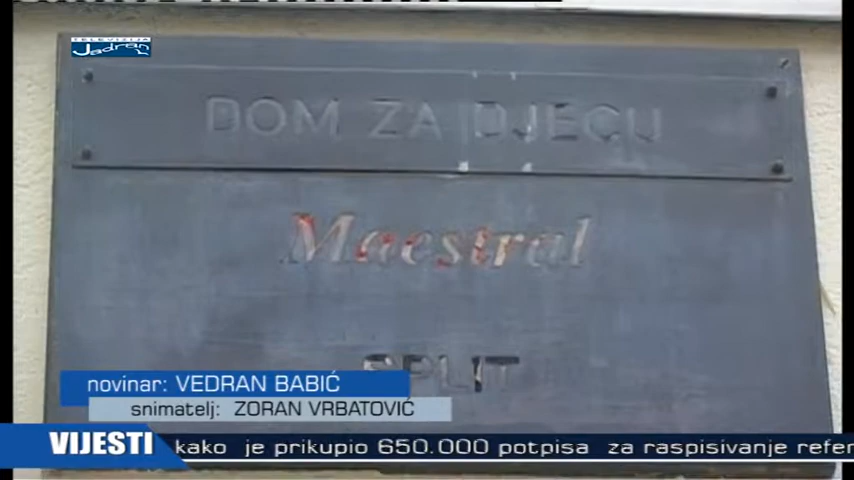 TELEVIZIJA
Jadran
DOM ZA DJECU
Maestral
SPLIT
novinar: VEDRAN BABIĆ
snimatelj: ZORAN VRBATOVIĆ
VIJESTI
kako je prikupio 650.000 potpisa za raspisivanje refer